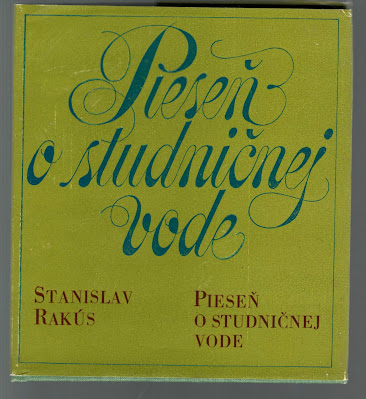 Pieseň
o studničnej
vode
STANISLAV
RAKÚS
PIESEŇ
O STUDNIČNEJ
VODE